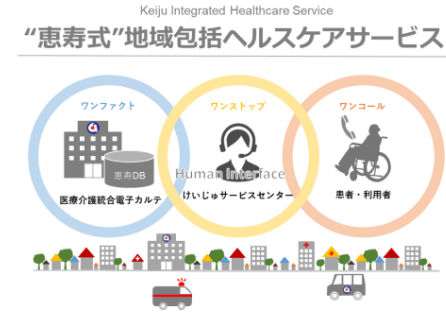 Keiju Integrated Healthcare Service
“恵寿式”地域包括ヘルスケアサービス
ワンファクト
ワンストップ
ワンコール
恵寿DB
Human Interface
医療介護統合電子カルテ
けいじゅサービスセンター
患者・利用者